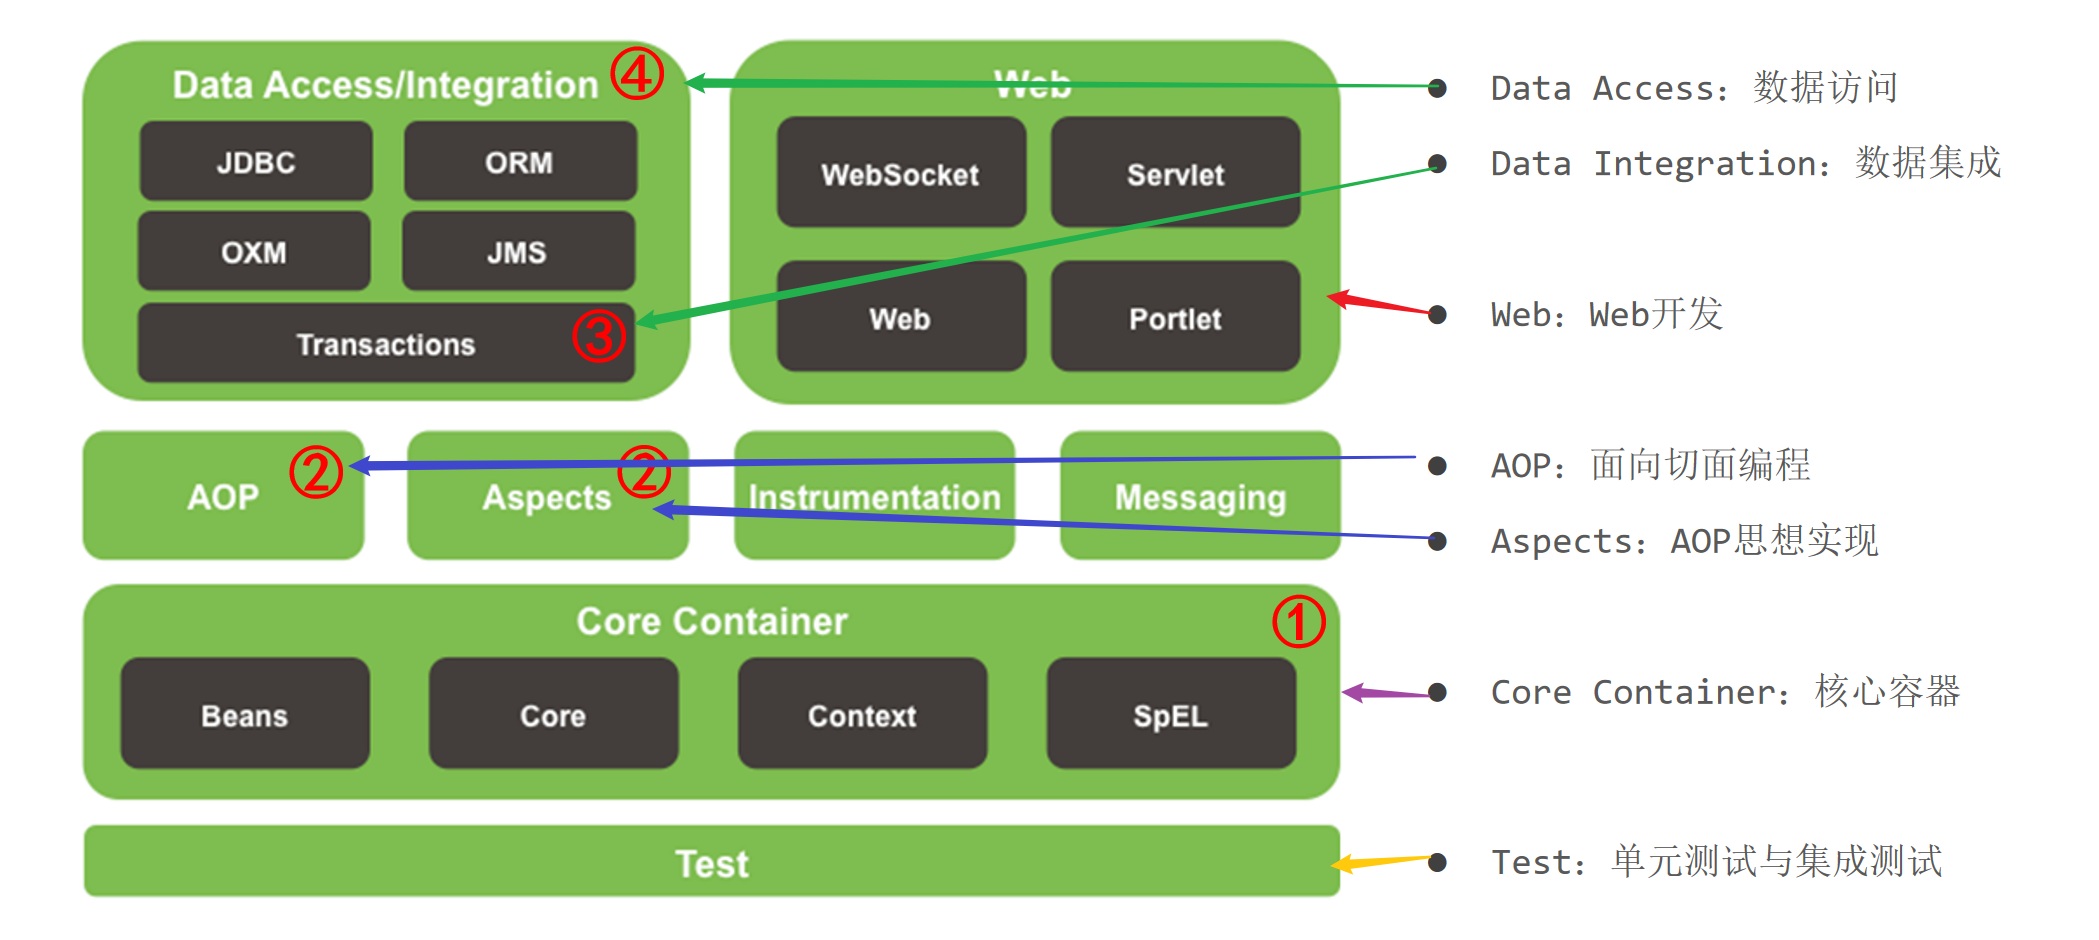 Data Access/Integration ④
JDBC
ORM
OXM
JMS
Transactions ③
Web
WebSocket
Servlet
Web
Portlet
AOP ②
Aspects ②
Instrumentation
Messaging
Core Container ①
Beans
Core
Context
SpEL
Test
● Data Access：数据访问
● Data Integration：数据集成
● Web：Web开发
● AOP：面向切面编程
● Aspects：AOP思想实现
● Core Container：核心容器
● Test：单元测试与集成测试